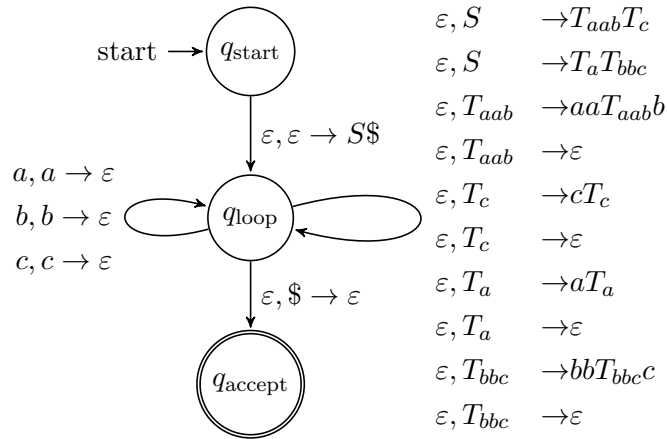 start
q_start
ε, ε → S$
a, a → ε
b, b → ε
c, c → ε
q_loop
ε, $ → ε
q_accept
ε, S → T_{aab}T_c
ε, S → T_aT_{bbc}
ε, T_{aab} → aaT_{aab}b
ε, T_{aab} → ε
ε, T_c → cT_c
ε, T_c → ε
ε, T_a → aT_a
ε, T_a → ε
ε, T_{bbc} → bbT_{bbc}c
ε, T_{bbc} → ε